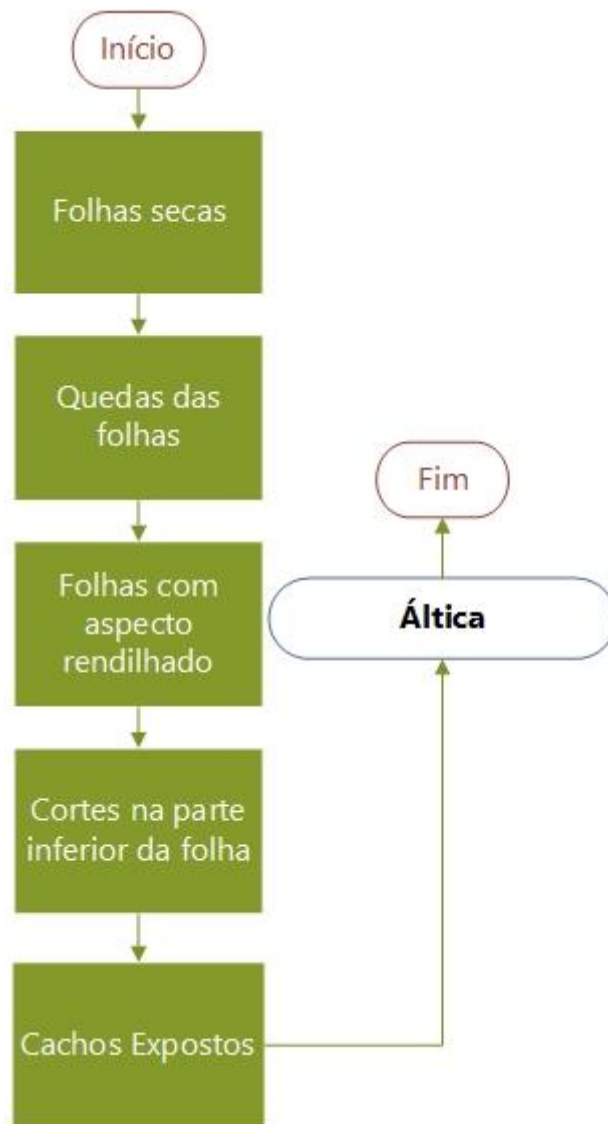 Início
Folhas secas
Quedas das
folhas
Folhas com
aspecto
rendilhado
Cortes na parte
inferior da folha
Cachos Expostos
Áltica
Fim